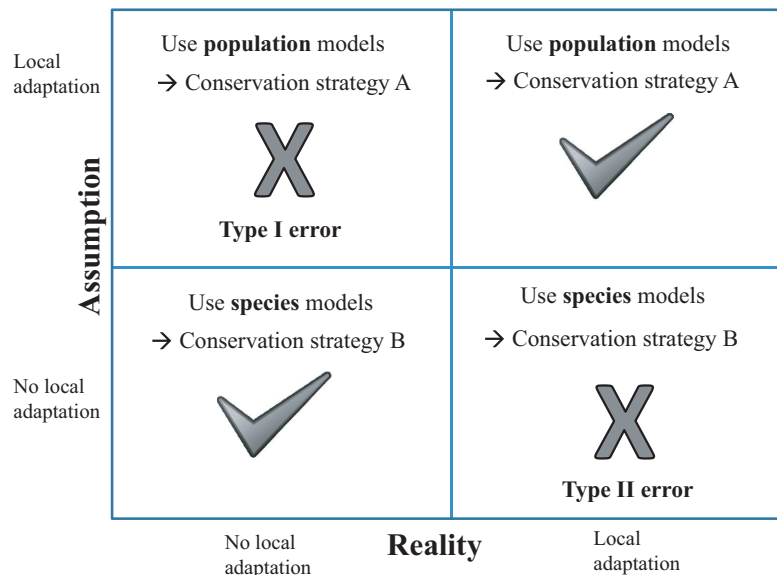 Use population models
→ Conservation strategy A
Type I error
Use population models
→ Conservation strategy A
Local
adaptation
Assumption
Use species models
→ Conservation strategy B
Use species models
→ Conservation strategy B
Type II error
No local
adaptation
No local
adaptation
Reality
Local
adaptation